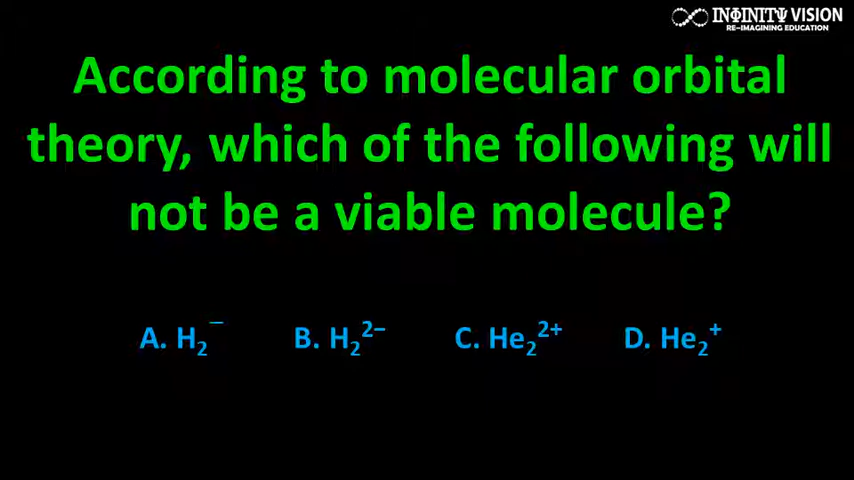 INΦINITΨ VISION
RE-IMAGINING EDUCATION
According to molecular orbital
theory, which of the following will
not be a viable molecule?
A. H₂⁻ B. H₂²⁻ C. He₂²⁺ D. He₂⁺